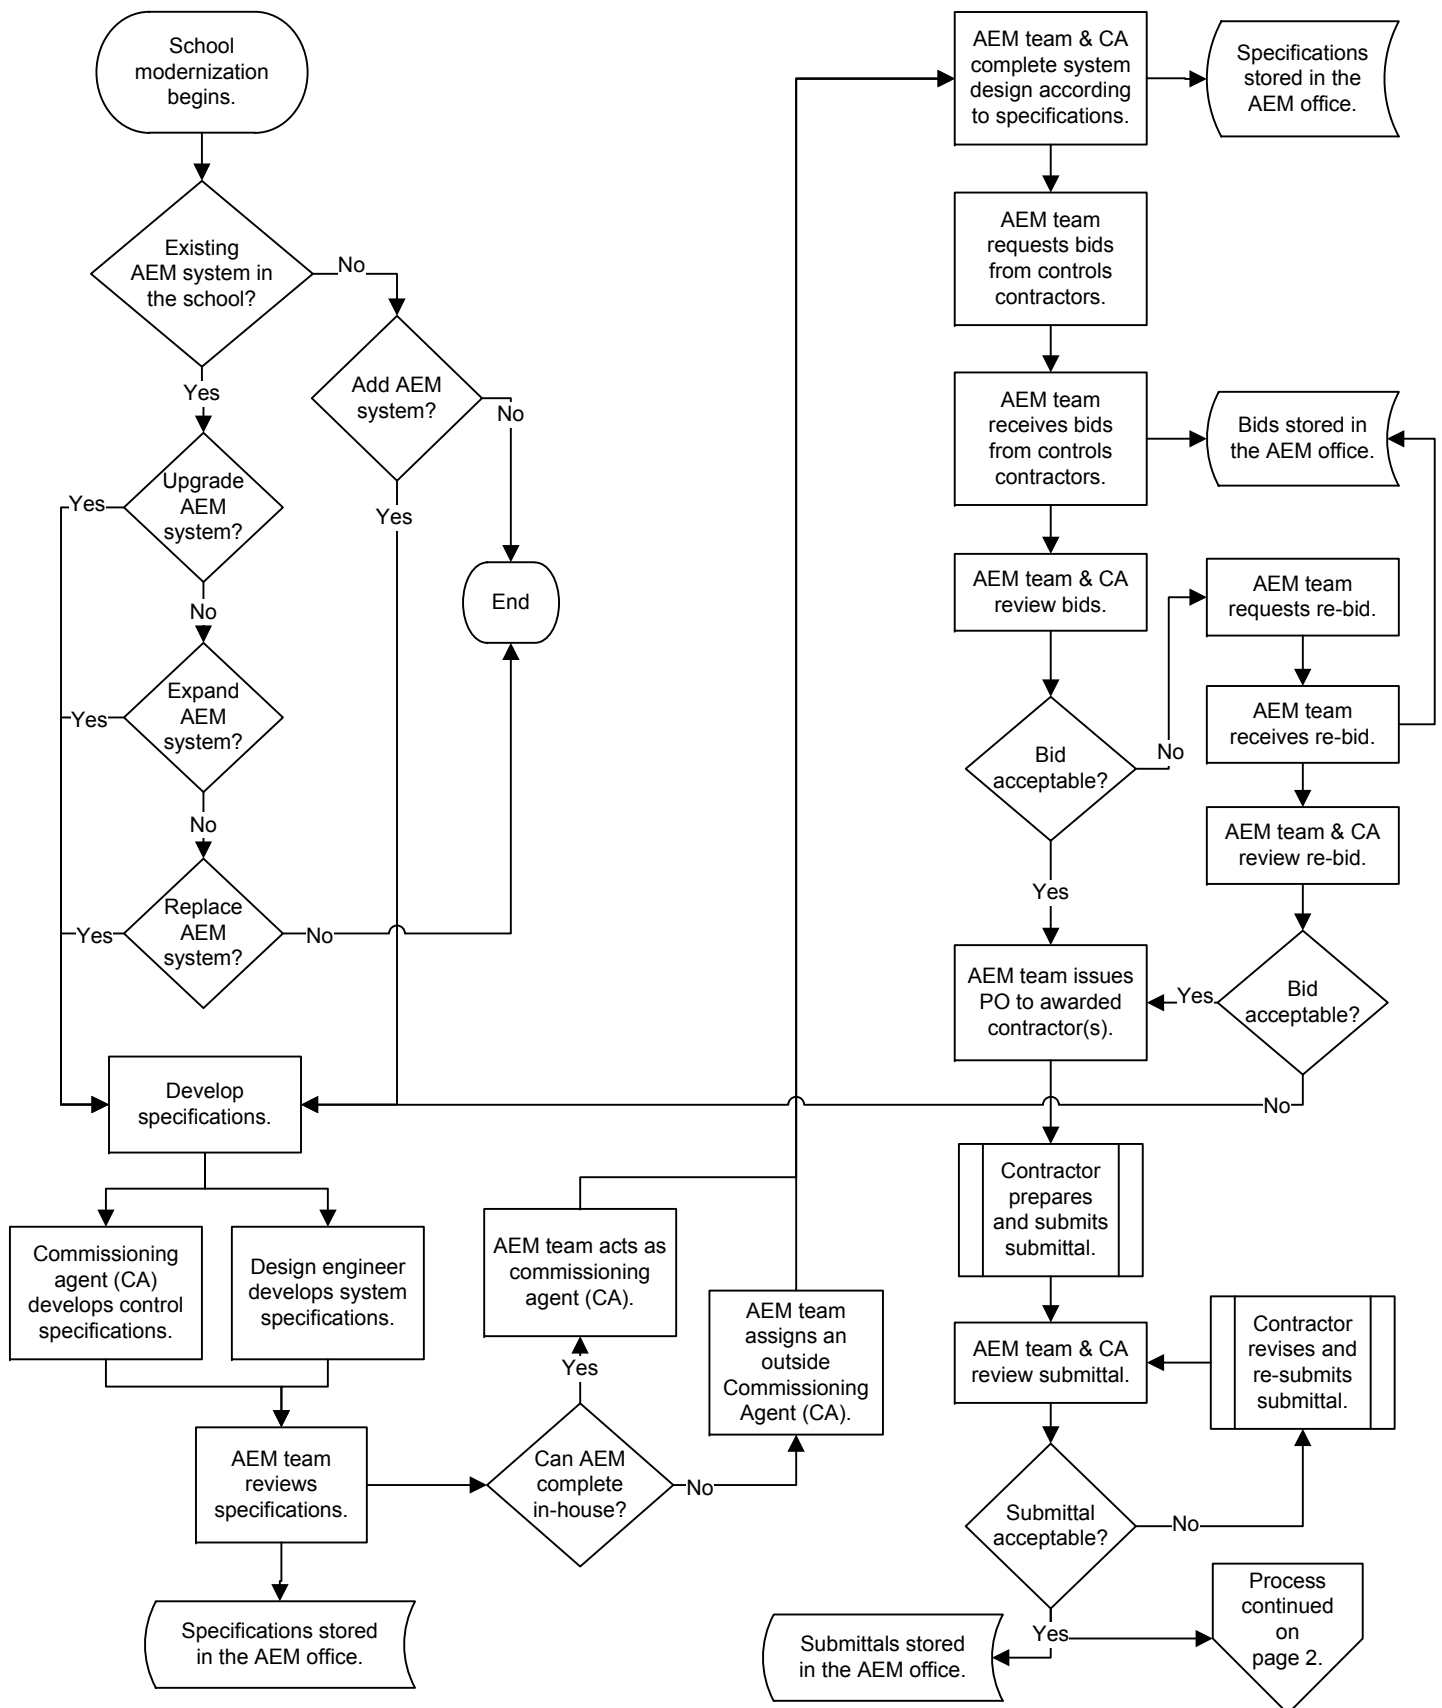 School
modernization
begins.
Existing
AEM system in
the school?
No
Yes
Add AEM
system?
No
Yes
Upgrade
AEM
system?
Yes
No
End
Expand
AEM
system?
Yes
No
Replace
AEM
system?
Yes
No
Develop
specifications.
Commissioning
agent (CA)
develops control
specifications.
Design engineer
develops system
specifications.
AEM team
reviews
specifications.
Specifications stored
in the AEM office.
Can AEM
complete
in-house?
Yes
No
AEM team acts as
commissioning
agent (CA).
AEM team
assigns an
outside
Commissioning
Agent (CA).
AEM team & CA
complete system
design according
to specifications.
Specifications
stored in the
AEM office.
AEM team
requests bids
from controls
contractors.
AEM team
receives bids
from controls
contractors.
Bids stored in
the AEM office.
AEM team & CA
review bids.
Bid
acceptable?
No
Yes
AEM team
requests re-bid.
AEM team
receives re-bid.
AEM team & CA
review re-bid.
Bid
acceptable?
Yes
No
AEM team issues
PO to awarded
contractor(s).
Contractor
prepares
and submits
submittal.
AEM team & CA
review submittal.
Contractor
revises and
re-submits
submittal.
Submittal
acceptable?
No
Yes
Submittals stored
in the AEM office.
Process
continued
on
page 2.